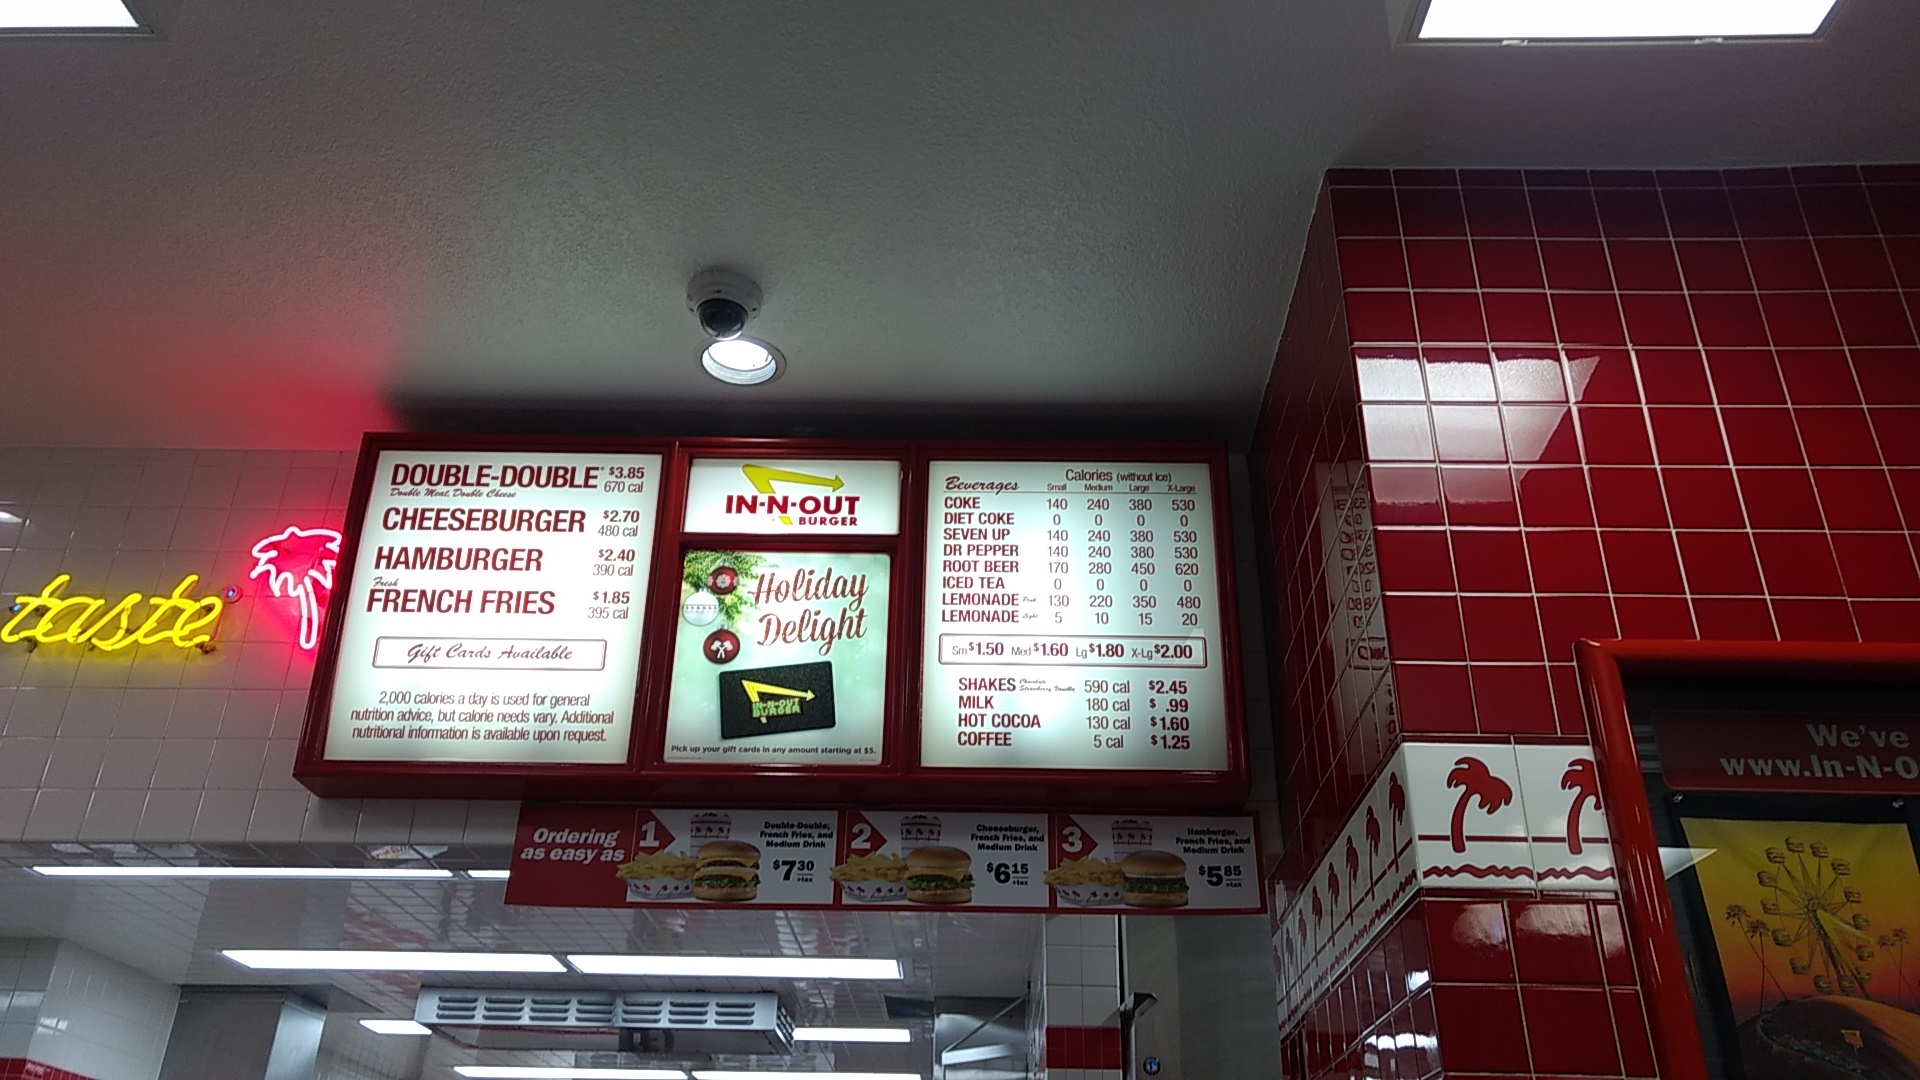 taste
DOUBLE-DOUBLE $3.85
Double Meat, Double Cheese 670 cal
CHEESEBURGER $2.70
480 cal
HAMBURGER $2.40
390 cal
Fresh
FRENCH FRIES $1.85
395 cal
Gift Cards Available
2,000 calories a day is used for general
nutrition advice, but calorie needs vary. Additional
nutritional information is available upon request.
IN-N-OUT
BURGER
Holiday
Delight
IN-N-OUT
BURGER
Pick up your gift cards in any amount starting at $5.
Calories (without ice)
Beverages Small Medium Large X-Large
COKE 140 240 380 530
DIET COKE 0 0 0 0
SEVEN UP 140 240 380 530
DR PEPPER 140 240 380 530
ROOT BEER 170 280 450 620
ICED TEA 0 0 0 0
LEMONADE Pink 130 220 350 480
LEMONADE Light 5 10 15 20
Sm $1.50 Med $1.60 Lg $1.80 X-Lg $2.00
SHAKES Chocolate Strawberry Vanilla 590 cal $2.45
MILK 180 cal $ .99
HOT COCOA 130 cal $1.60
COFFEE 5 cal $1.25
Ordering
as easy as
1
Double-Double,
French Fries, and
Medium Drink
$7.30
+tax
2
Cheeseburger,
French Fries, and
Medium Drink
$6.15
+tax
3
Hamburger,
French Fries, and
Medium Drink
$5.85
+tax
We've
www.In-N-O